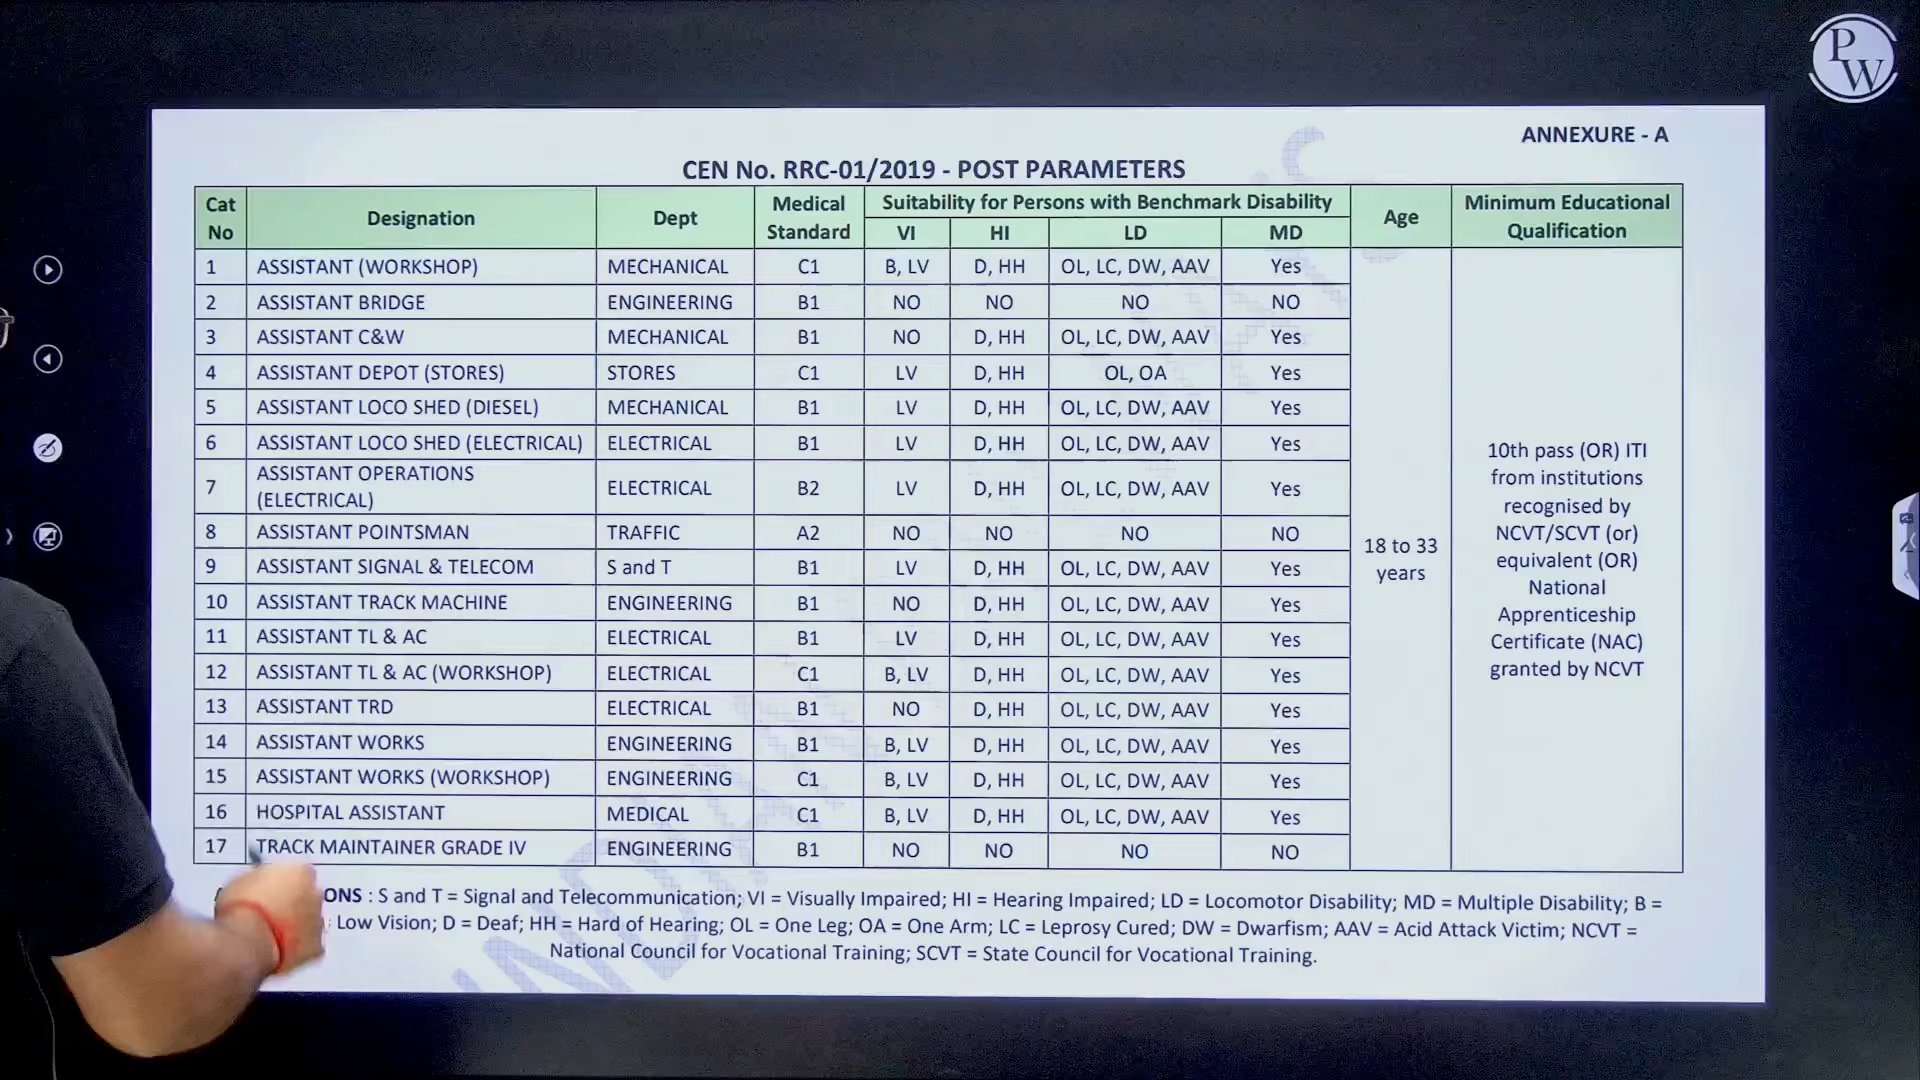 PW
ANNEXURE - A
CEN No. RRC-01/2019 - POST PARAMETERS
Cat No Designation Dept Medical Standard Suitability for Persons with Benchmark Disability Age Minimum Educational Qualification
VI HI LD MD
1 ASSISTANT (WORKSHOP) MECHANICAL C1 B, LV D, HH OL, LC, DW, AAV Yes
2 ASSISTANT BRIDGE ENGINEERING B1 NO NO NO NO
3 ASSISTANT C&W MECHANICAL B1 NO D, HH OL, LC, DW, AAV Yes
4 ASSISTANT DEPOT (STORES) STORES C1 LV D, HH OL, OA Yes
5 ASSISTANT LOCO SHED (DIESEL) MECHANICAL B1 LV D, HH OL, LC, DW, AAV Yes
6 ASSISTANT LOCO SHED (ELECTRICAL) ELECTRICAL B1 LV D, HH OL, LC, DW, AAV Yes
7 ASSISTANT OPERATIONS (ELECTRICAL) ELECTRICAL B2 LV D, HH OL, LC, DW, AAV Yes
8 ASSISTANT POINTSMAN TRAFFIC A2 NO NO NO NO
9 ASSISTANT SIGNAL & TELECOM S and T B1 LV D, HH OL, LC, DW, AAV Yes
10 ASSISTANT TRACK MACHINE ENGINEERING B1 NO D, HH OL, LC, DW, AAV Yes
11 ASSISTANT TL & AC ELECTRICAL B1 LV D, HH OL, LC, DW, AAV Yes
12 ASSISTANT TL & AC (WORKSHOP) ELECTRICAL C1 B, LV D, HH OL, LC, DW, AAV Yes
13 ASSISTANT TRD ELECTRICAL B1 NO D, HH OL, LC, DW, AAV Yes
14 ASSISTANT WORKS ENGINEERING B1 B, LV D, HH OL, LC, DW, AAV Yes
15 ASSISTANT WORKS (WORKSHOP) ENGINEERING C1 B, LV D, HH OL, LC, DW, AAV Yes
16 HOSPITAL ASSISTANT MEDICAL C1 B, LV D, HH OL, LC, DW, AAV Yes
17 TRACK MAINTAINER GRADE IV ENGINEERING B1 NO NO NO NO
18 to 33
years
10th pass (OR) ITI
from institutions
recognised by
NCVT/SCVT (or)
equivalent (OR)
National
Apprenticeship
Certificate (NAC)
granted by NCVT
ONS : S and T = Signal and Telecommunication; VI = Visually Impaired; HI = Hearing Impaired; LD = Locomotor Disability; MD = Multiple Disability; B =
Low Vision; D = Deaf; HH = Hard of Hearing; OL = One Leg; OA = One Arm; LC = Leprosy Cured; DW = Dwarfism; AAV = Acid Attack Victim; NCVT =
National Council for Vocational Training; SCVT = State Council for Vocational Training.